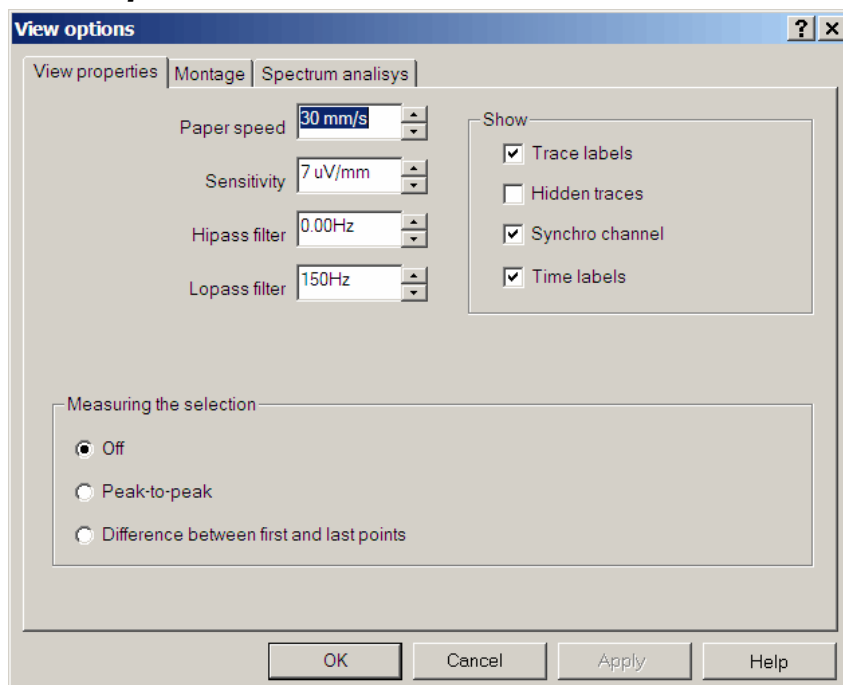 View options
View properties Montage Spectrum analisys
Paper speed 30 mm/s
Sensitivity 7 uV/mm
Hipass filter 0.00Hz
Lopass filter 150Hz
Show
Trace labels
Hidden traces
Synchro channel
Time labels
Measuring the selection
Off
Peak-to-peak
Difference between first and last points
OK Cancel Apply Help